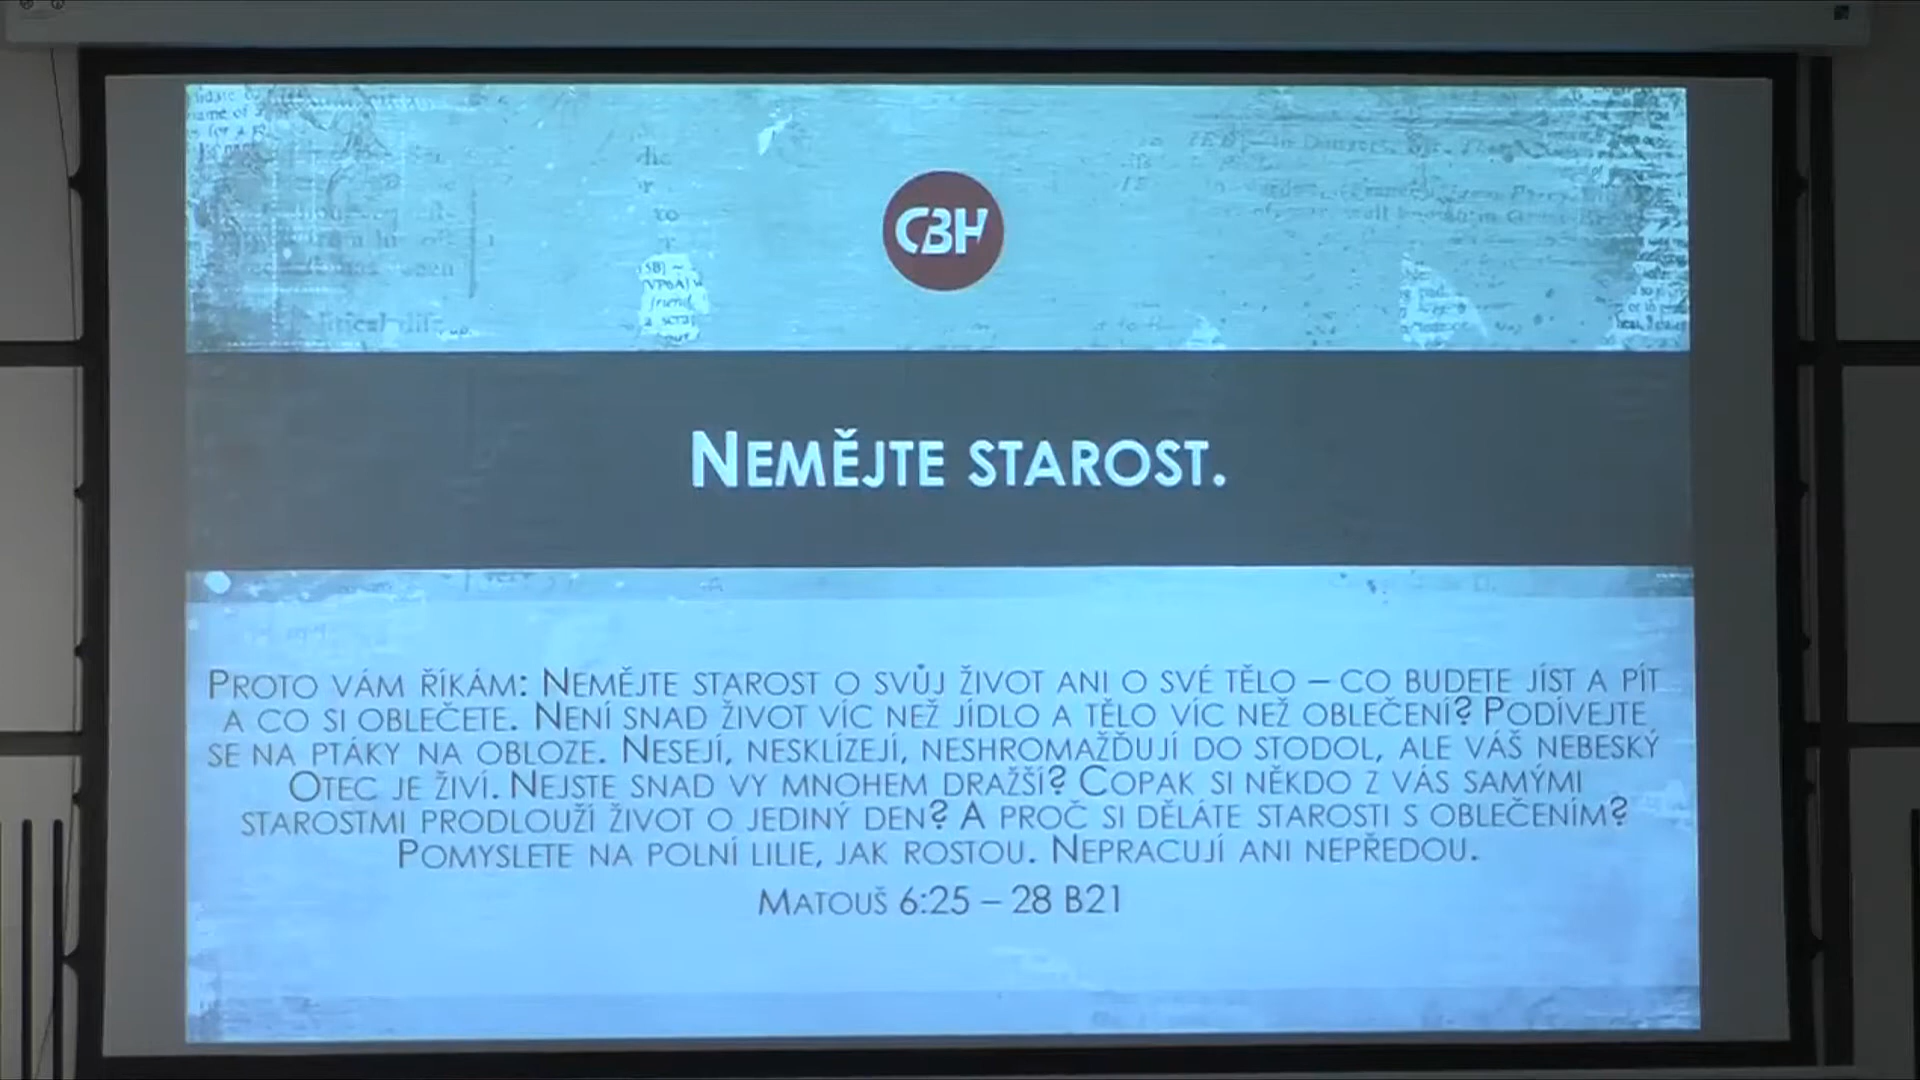 CBH
NEMĚJTE STAROST.
PROTO VÁM ŘÍKÁM: NEMĚJTE STAROST O SVŮJ ŽIVOT ANI O SVÉ TĚLO – CO BUDETE JÍST A PÍT
A CO SI OBLEČETE. NENÍ SNAD ŽIVOT VÍC NEŽ JÍDLO A TĚLO VÍC NEŽ OBLEČENÍ? PODÍVEJTE
SE NA PTÁKY NA OBLOZE. NESEJÍ, NESKLÍZEJÍ, NESHROMAŽĎUJÍ DO STODOL, ALE VÁŠ NEBESKÝ
OTEC JE ŽIVÍ. NEJSTE SNAD VY MNOHEM DRAŽŠÍ? COPAK SI NĚKDO Z VÁS SAMÝMI
STAROSTMI PRODLOUŽÍ ŽIVOT O JEDINÝ DEN? A PROČ SI DĚLÁTE STAROSTI S OBLEČENÍM?
POMYSLETE NA POLNÍ LILIE, JAK ROSTOU. NEPRACUJÍ ANI NEPŘEDOU.
MATOUŠ 6:25 – 28 B21